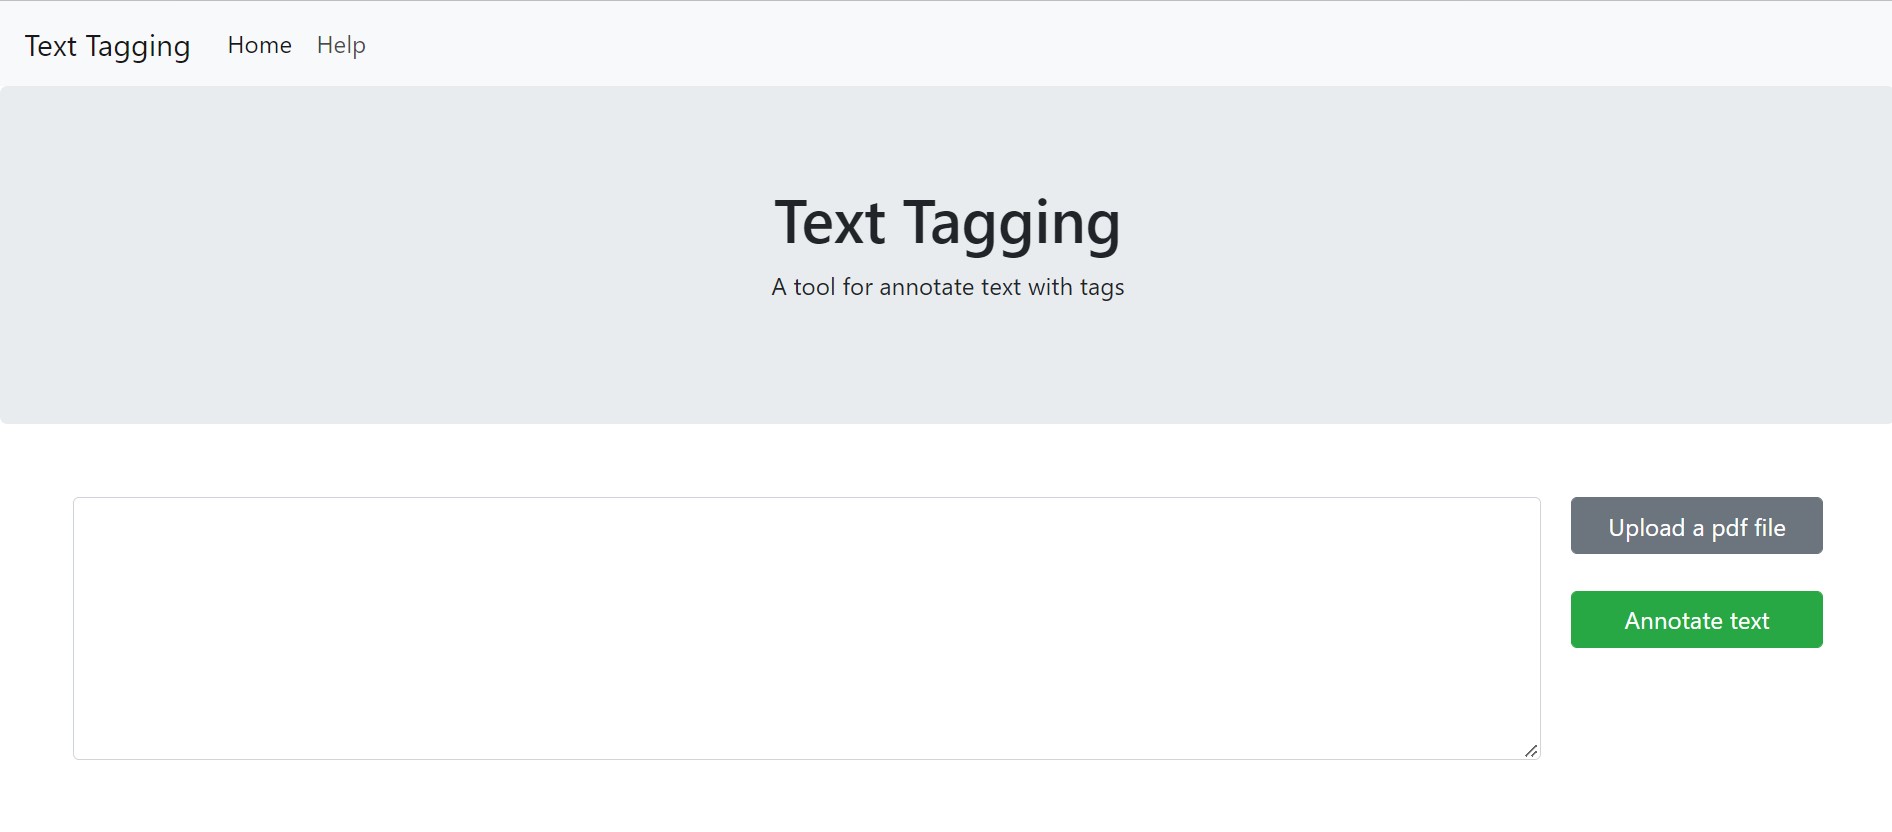 Text Tagging Home Help
Text Tagging
A tool for annotate text with tags
Upload a pdf file
Annotate text